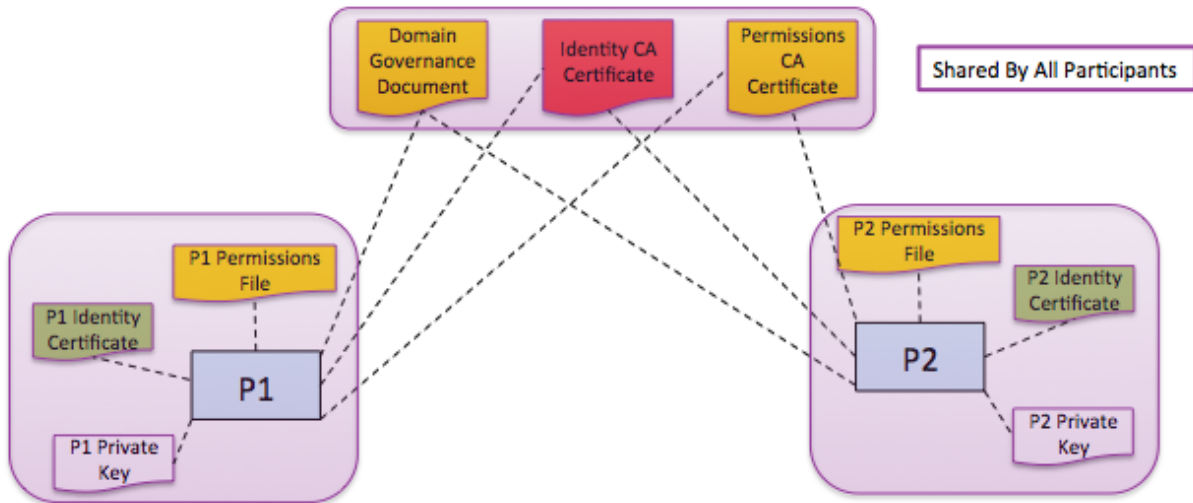 Domain
Governance
Document
Identity CA
Certificate
Permissions
CA
Certificate
Shared By All Participants
P1 Permissions
File
P1 Identity
Certificate
P1
P1 Private
Key
P2 Permissions
File
P2 Identity
Certificate
P2
P2 Private
Key